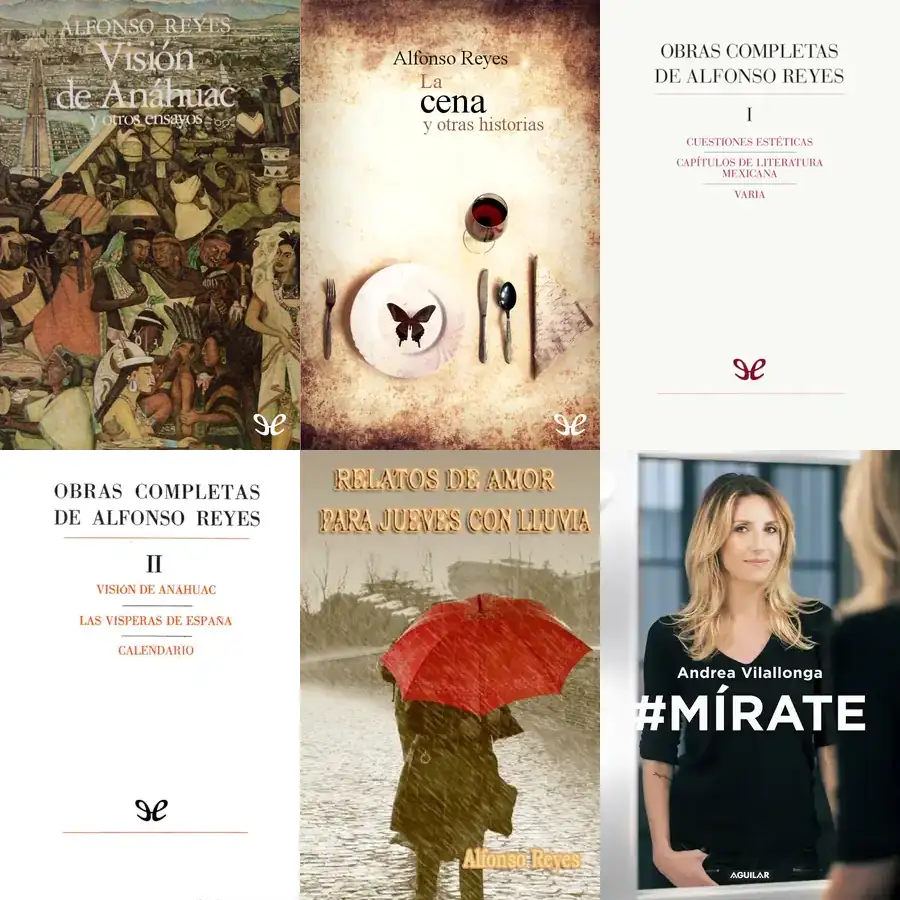 ALFONSO REYES
Visión
de Anáhuac
y otros ensayos
Alfonso Reyes
La
cena
y otras historias
OBRAS COMPLETAS
DE ALFONSO REYES
I
CUESTIONES ESTÉTICAS
CAPÍTULOS DE LITERATURA
MEXICANA
VARIA
OBRAS COMPLETAS
DE ALFONSO REYES
II
VISIÓN DE ANÁHUAC
LAS VÍSPERAS DE ESPAÑA
CALENDARIO
RELATOS DE AMOR
PARA JUEVES CON LLUVIA
Alfonso Reyes
Andrea Vilallonga
#MÍRATE
AGUILAR